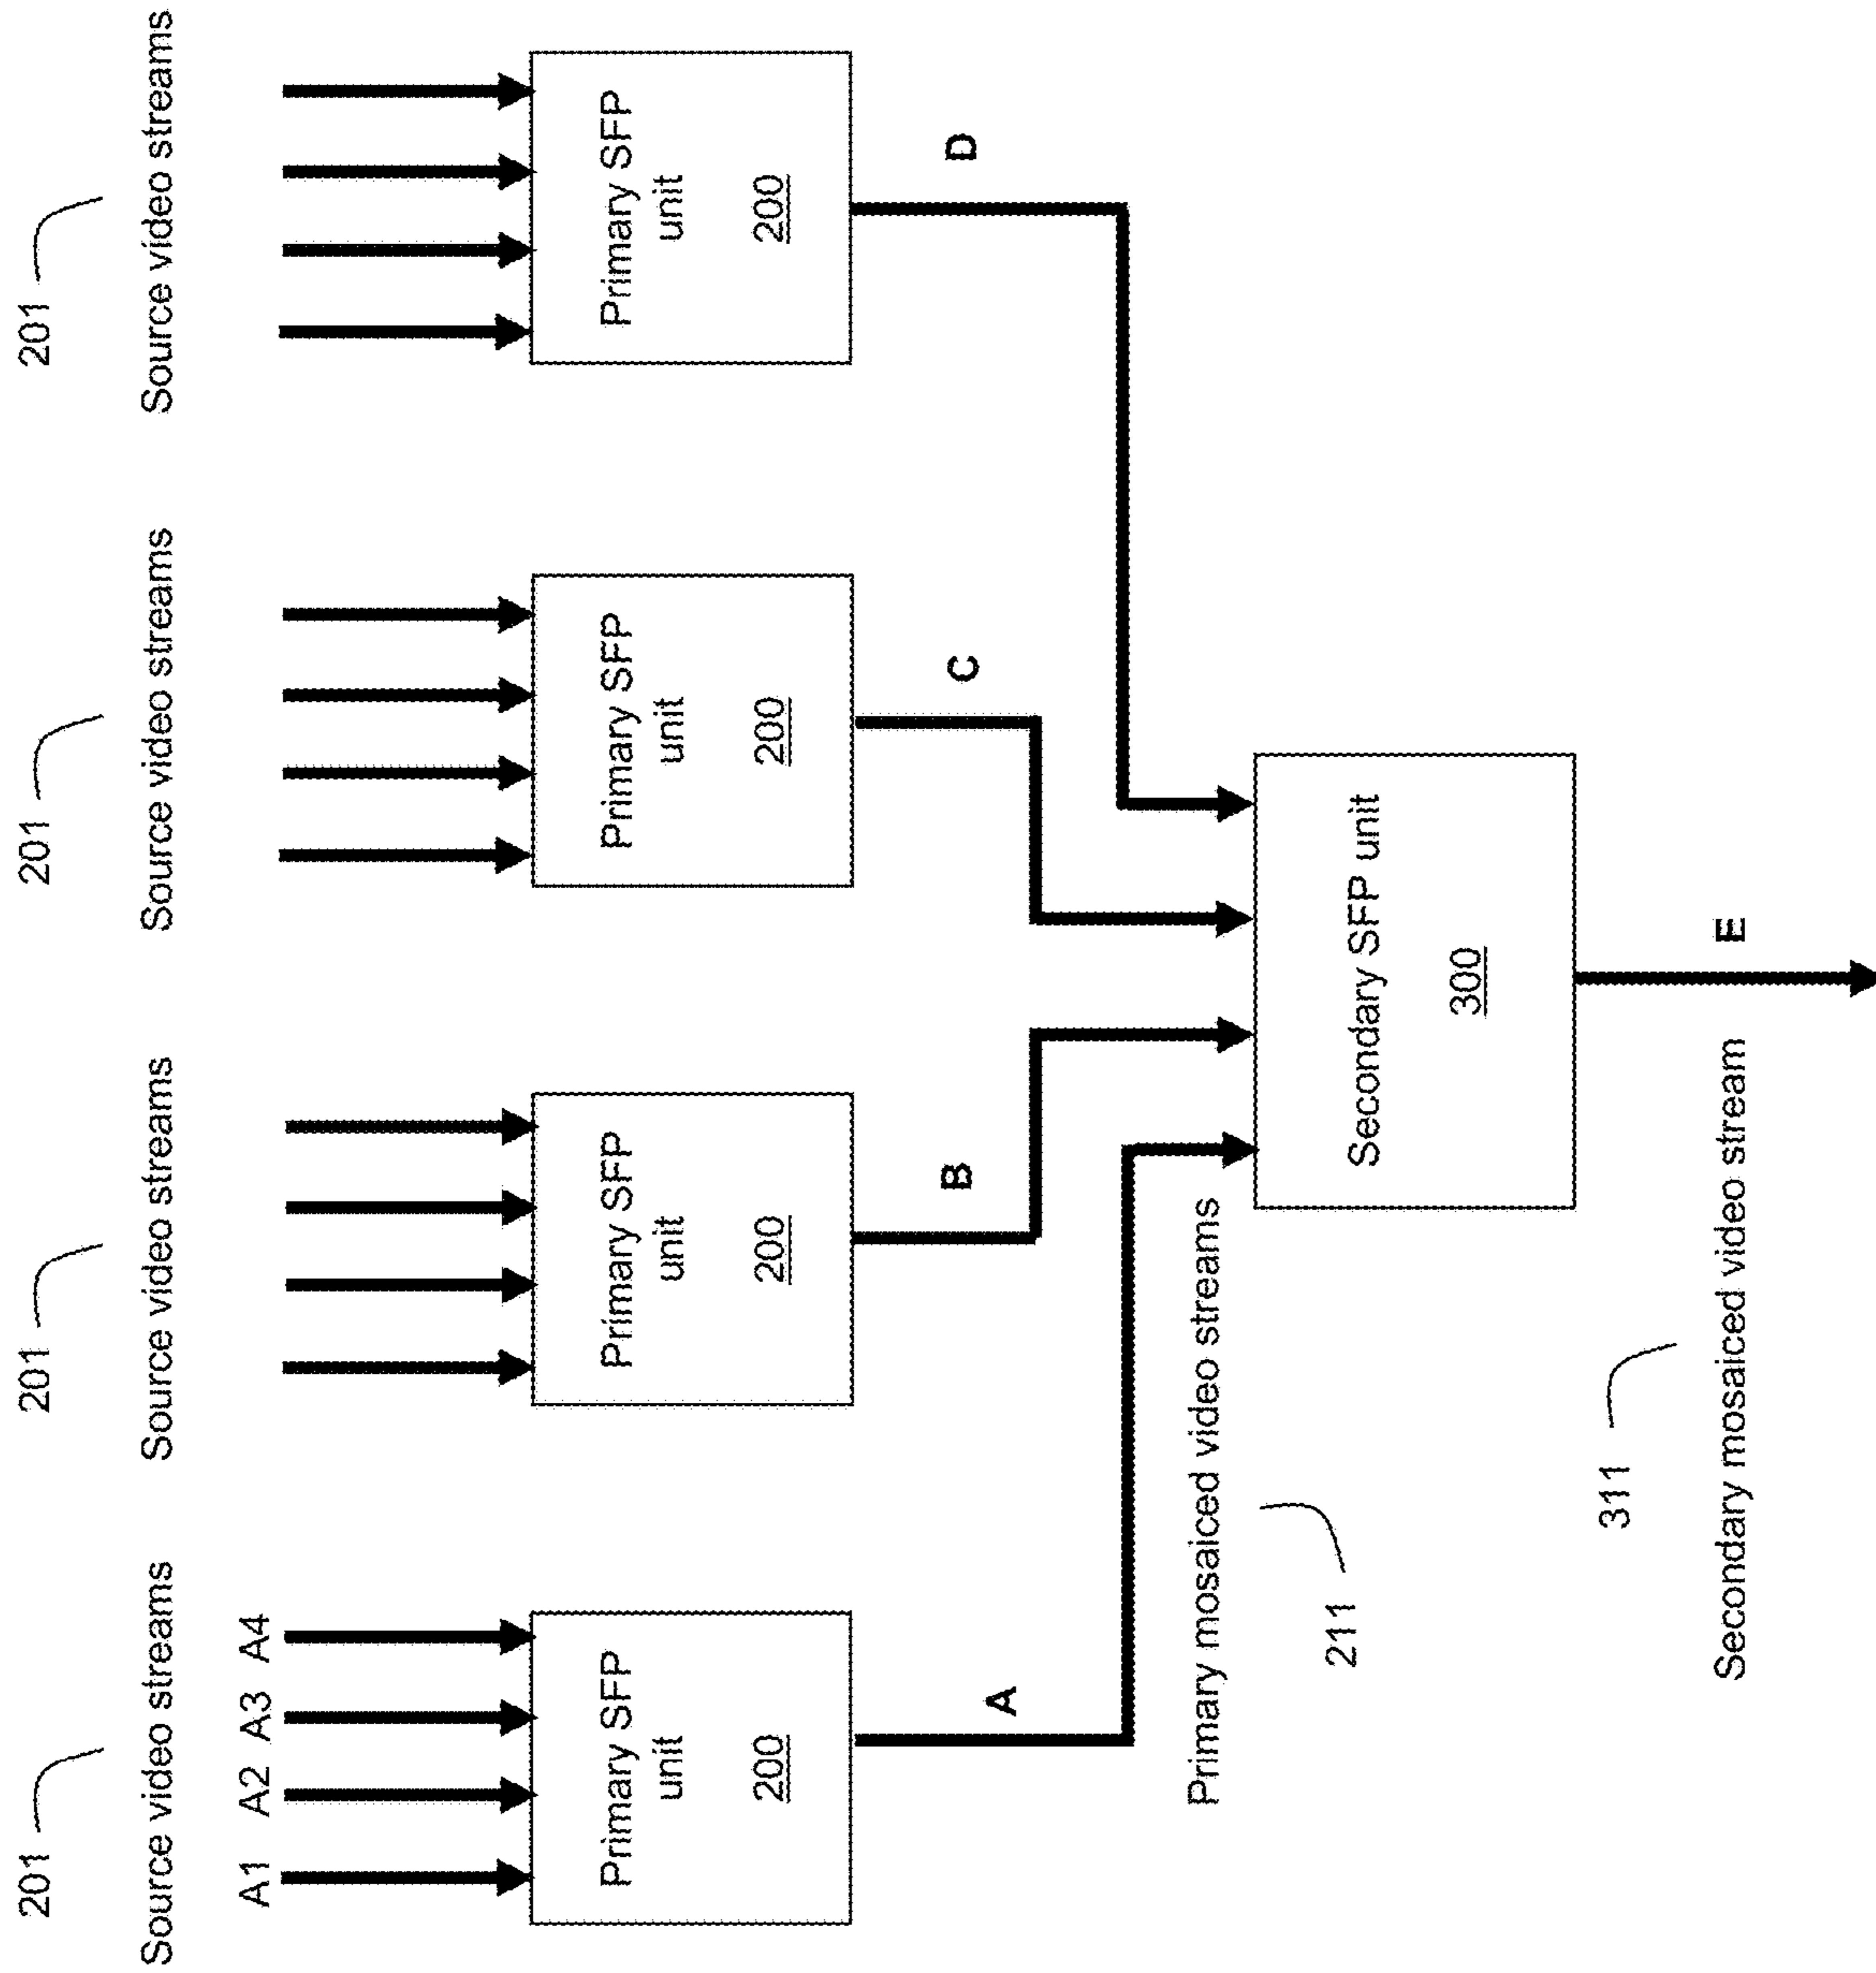 201
201
201
201
Source video streams
Source video streams
Source video streams
Source video streams
A1 A2 A3 A4
Primary SFP
unit
200
Primary SFP
unit
200
Primary SFP
unit
200
Primary SFP
unit
200
A
B
C
D
Primary mosaiced video streams
211
Secondary SFP unit
300
311
Secondary mosaiced video stream
E